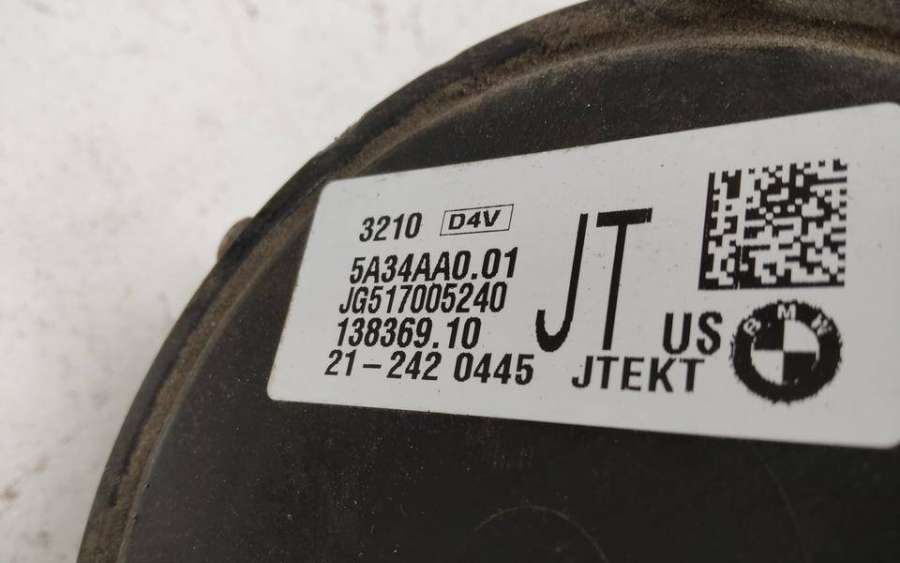 3210 D4V
5A34AA0.01
JG517005240
138369.10
21-242 0445
JT
US
JTEKT
BMW